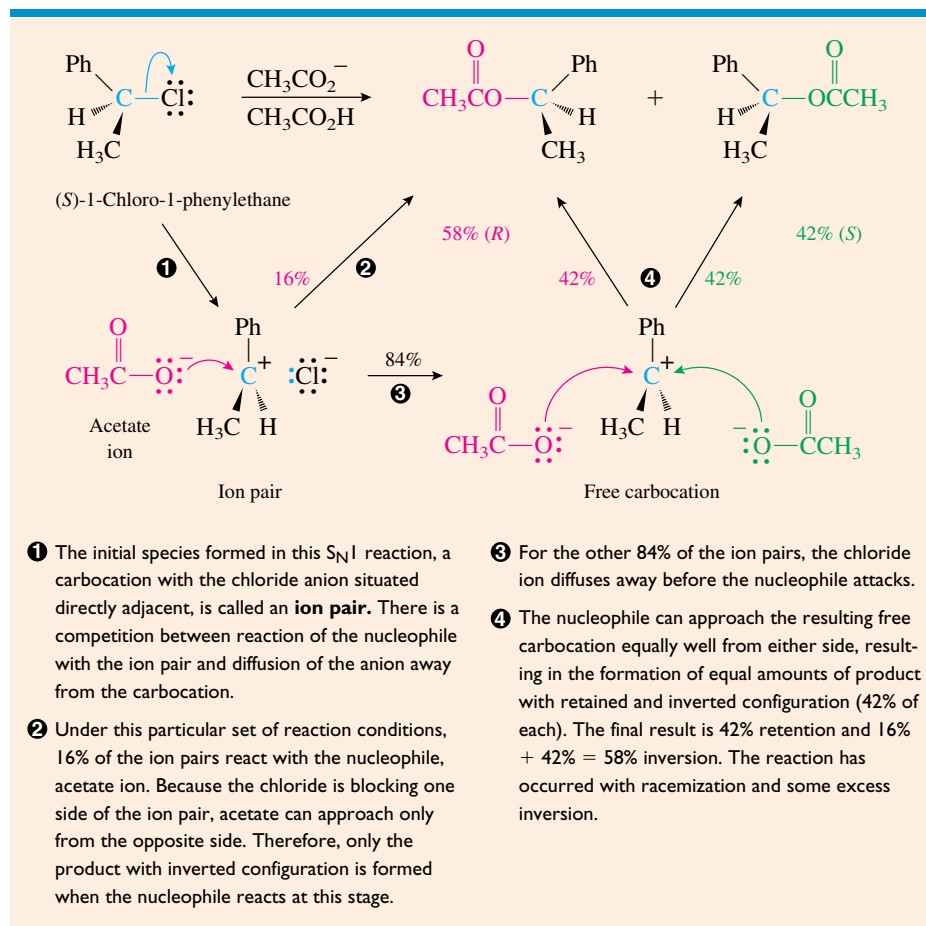 O
O
Ph
Ph
Ph
CH₃CO₂⁻
CH₃CO—C
C—OCCH₃
C—Cl
+
H
CH₃CO₂H
H
H
H₃C
CH₃
H₃C
(S)-1-Chloro-1-phenylethane
58% (R)
42% (S)
❶
16%
❷
42%
❹
42%
Ph
Ph
O
+
−
84%
+
CH₃C—O⁻
C
Cl
❸
O
C
O
Acetate
ion
H₃C H
CH₃C—O⁻
H₃C H
⁻O—CCH₃
Ion pair
Free carbocation
❶ The initial species formed in this S_N1 reaction, a
carbocation with the chloride anion situated
directly adjacent, is called an ion pair. There is a
competition between reaction of the nucleophile
with the ion pair and diffusion of the anion away
from the carbocation.
❷ Under this particular set of reaction conditions,
16% of the ion pairs react with the nucleophile,
acetate ion. Because the chloride is blocking one
side of the ion pair, acetate can approach only
from the opposite side. Therefore, only the
product with inverted configuration is formed
when the nucleophile reacts at this stage.
❸ For the other 84% of the ion pairs, the chloride
ion diffuses away before the nucleophile attacks.
❹ The nucleophile can approach the resulting free
carbocation equally well from either side, result-
ing in the formation of equal amounts of product
with retained and inverted configuration (42% of
each). The final result is 42% retention and 16%
+ 42% = 58% inversion. The reaction has
occurred with racemization and some excess
inversion.